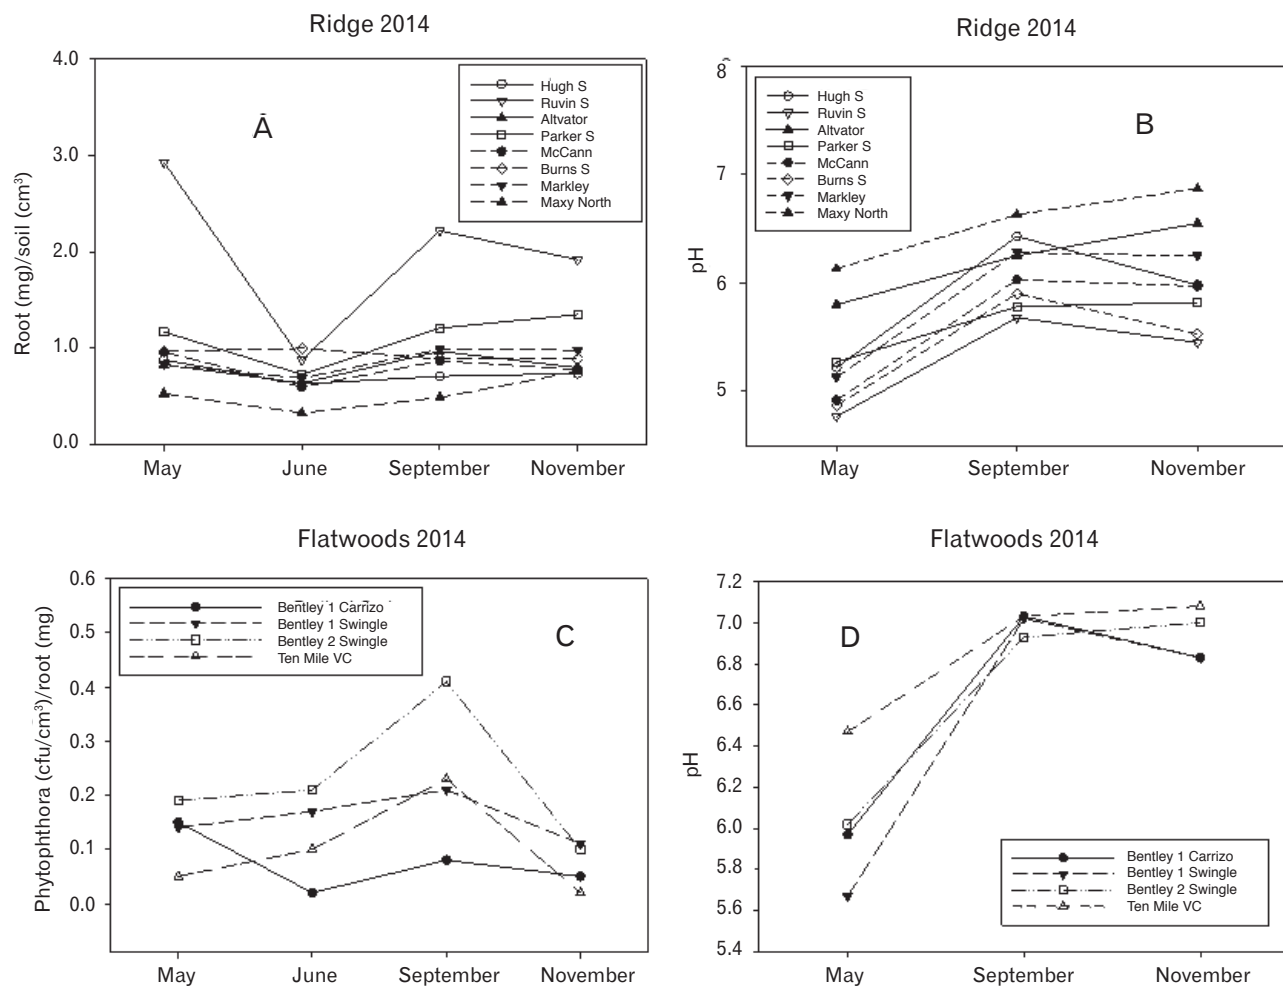 Ridge 2014
4.0
3.0
2.0
1.0
0.0
Root (mg)/soil (cm³)
A
Hugh S
Ruvin S
Altvator
Parker S
McCann
Burns S
Markley
Maxy North
May June September November
Ridge 2014
8
7
6
5
pH
B
Hugh S
Ruvin S
Altvator
Parker S
McCann
Burns S
Markley
Maxy North
May September November
Flatwoods 2014
0.6
0.5
0.4
0.3
0.2
0.1
0.0
Phytophthora (cfu/cm³)/root (mg)
C
Bentley 1 Carrizo
Bentley 1 Swingle
Bentley 2 Swingle
Ten Mile VC
May June September November
Flatwoods 2014
7.2
7.0
6.8
6.6
6.4
6.2
6.0
5.8
5.6
5.4
pH
D
Bentley 1 Carrizo
Bentley 1 Swingle
Bentley 2 Swingle
Ten Mile VC
May September November